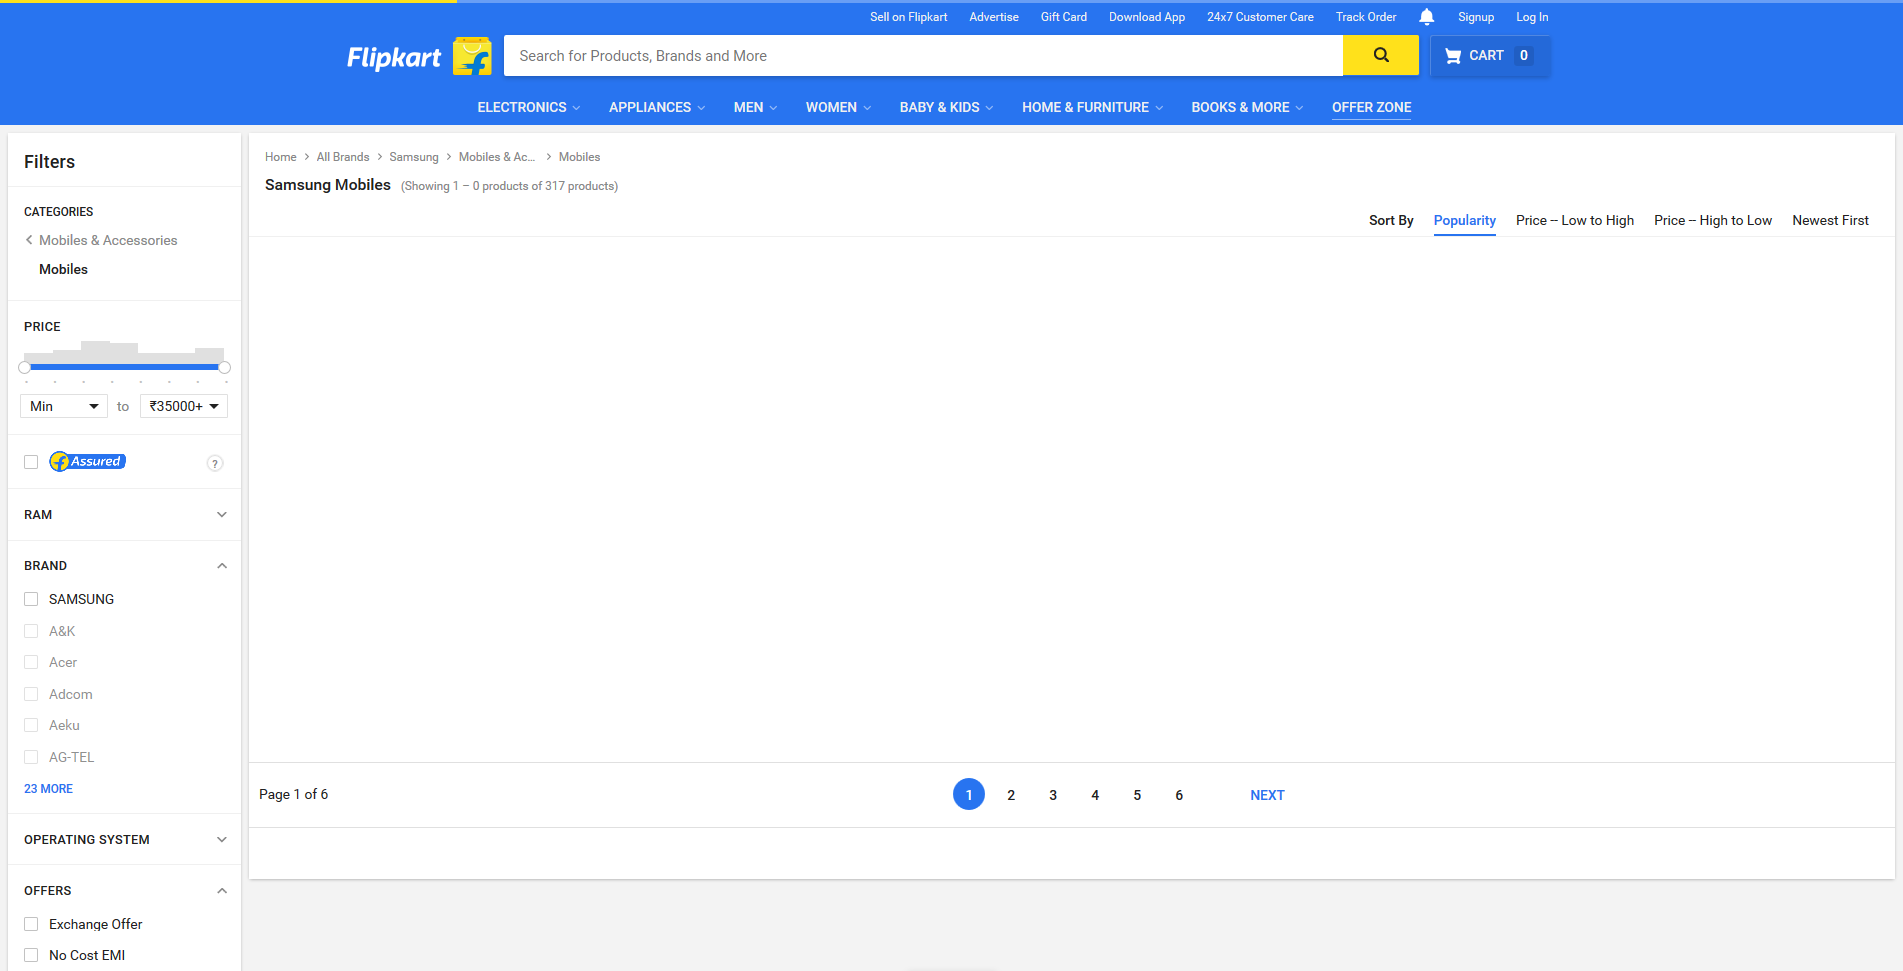 Sell on Flipkart Advertise Gift Card Download App 24x7 Customer Care Track Order Signup Log In
Flipkart Search for Products, Brands and More CART 0
ELECTRONICS APPLIANCES MEN WOMEN BABY & KIDS HOME & FURNITURE BOOKS & MORE OFFER ZONE
Filters
CATEGORIES
Mobiles & Accessories
Mobiles
PRICE
Min to ₹35000+
Assured ?
RAM
BRAND
SAMSUNG
A&K
Acer
Adcom
Aeku
AG-TEL
23 MORE
OPERATING SYSTEM
OFFERS
Exchange Offer
No Cost EMI
Home > All Brands > Samsung > Mobiles & Ac... > Mobiles
Samsung Mobiles (Showing 1 – 0 products of 317 products)
Sort By Popularity Price -- Low to High Price -- High to Low Newest First
Page 1 of 6 1 2 3 4 5 6 NEXT